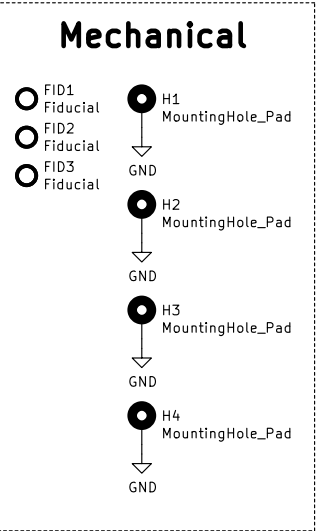 Mechanical
FID1
Fiducial
FID2
Fiducial
FID3
Fiducial
H1
MountingHole_Pad
GND
H2
MountingHole_Pad
GND
H3
MountingHole_Pad
GND
H4
MountingHole_Pad
GND